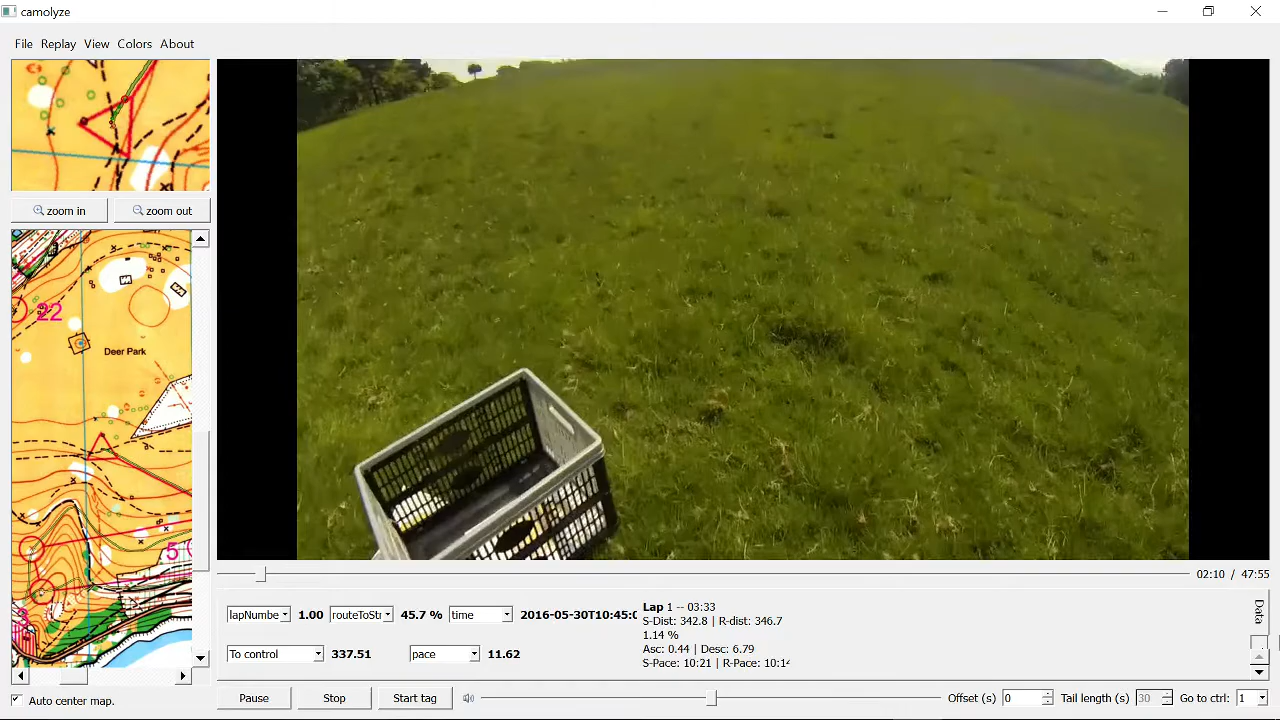 camolyze
File Replay View Colors About
zoom in zoom out
22
Deer Park
5
3
02:10 / 47:55
lapNumbe 1.00 routeToStr 45.7 % time 2016-05-30T10:45:0
To control 337.51 pace 11.62
Lap 1 -- 03:33
S-Dist: 342.8 | R-dist: 346.7
1.14 %
Asc: 0.44 | Desc: 6.79
S-Pace: 10:21 | R-Pace: 10:1
Data
Auto center map.
Pause Stop Start tag Offset (s) 0 Tail length (s) 30 Go to ctrl: 1